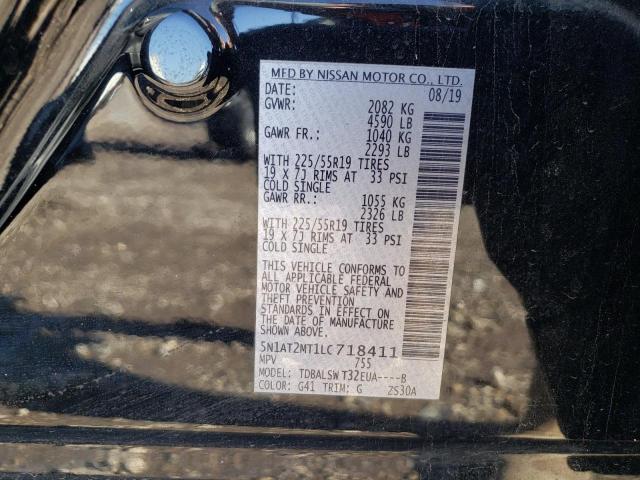 MFD BY NISSAN MOTOR CO., LTD.
DATE: 08/19
GVWR: 2082 KG
4590 LB
GAWR FR.: 1040 KG
2293 LB
WITH 225/55R19 TIRES
19 X 7J RIMS AT 33 PSI
COLD SINGLE
GAWR RR.: 1055 KG
2326 LB
WITH 225/55R19 TIRES
19 X 7J RIMS AT 33 PSI
COLD SINGLE
THIS VEHICLE CONFORMS TO
ALL APPLICABLE FEDERAL
MOTOR VEHICLE SAFETY AND
THEFT PREVENTION
STANDARDS IN EFFECT ON
THE DATE OF MANUFACTURE
SHOWN ABOVE.
5N1AT2MT1LC718411
MPV 755
MODEL: TDBALSW T32EUA----B
COLOR: G41 TRIM: G 2S30A